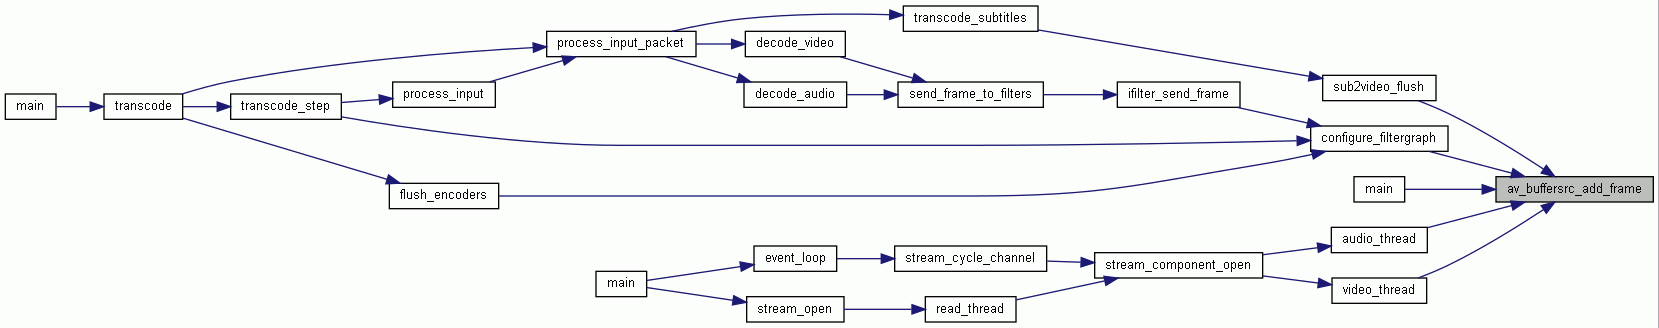 transcode_subtitles
process_input_packet
decode_video
sub2video_flush
main
transcode
transcode_step
process_input
decode_audio
send_frame_to_filters
ifilter_send_frame
configure_filtergraph
flush_encoders
main
av_buffersrc_add_frame
audio_thread
event_loop
stream_cycle_channel
stream_component_open
main
video_thread
stream_open
read_thread